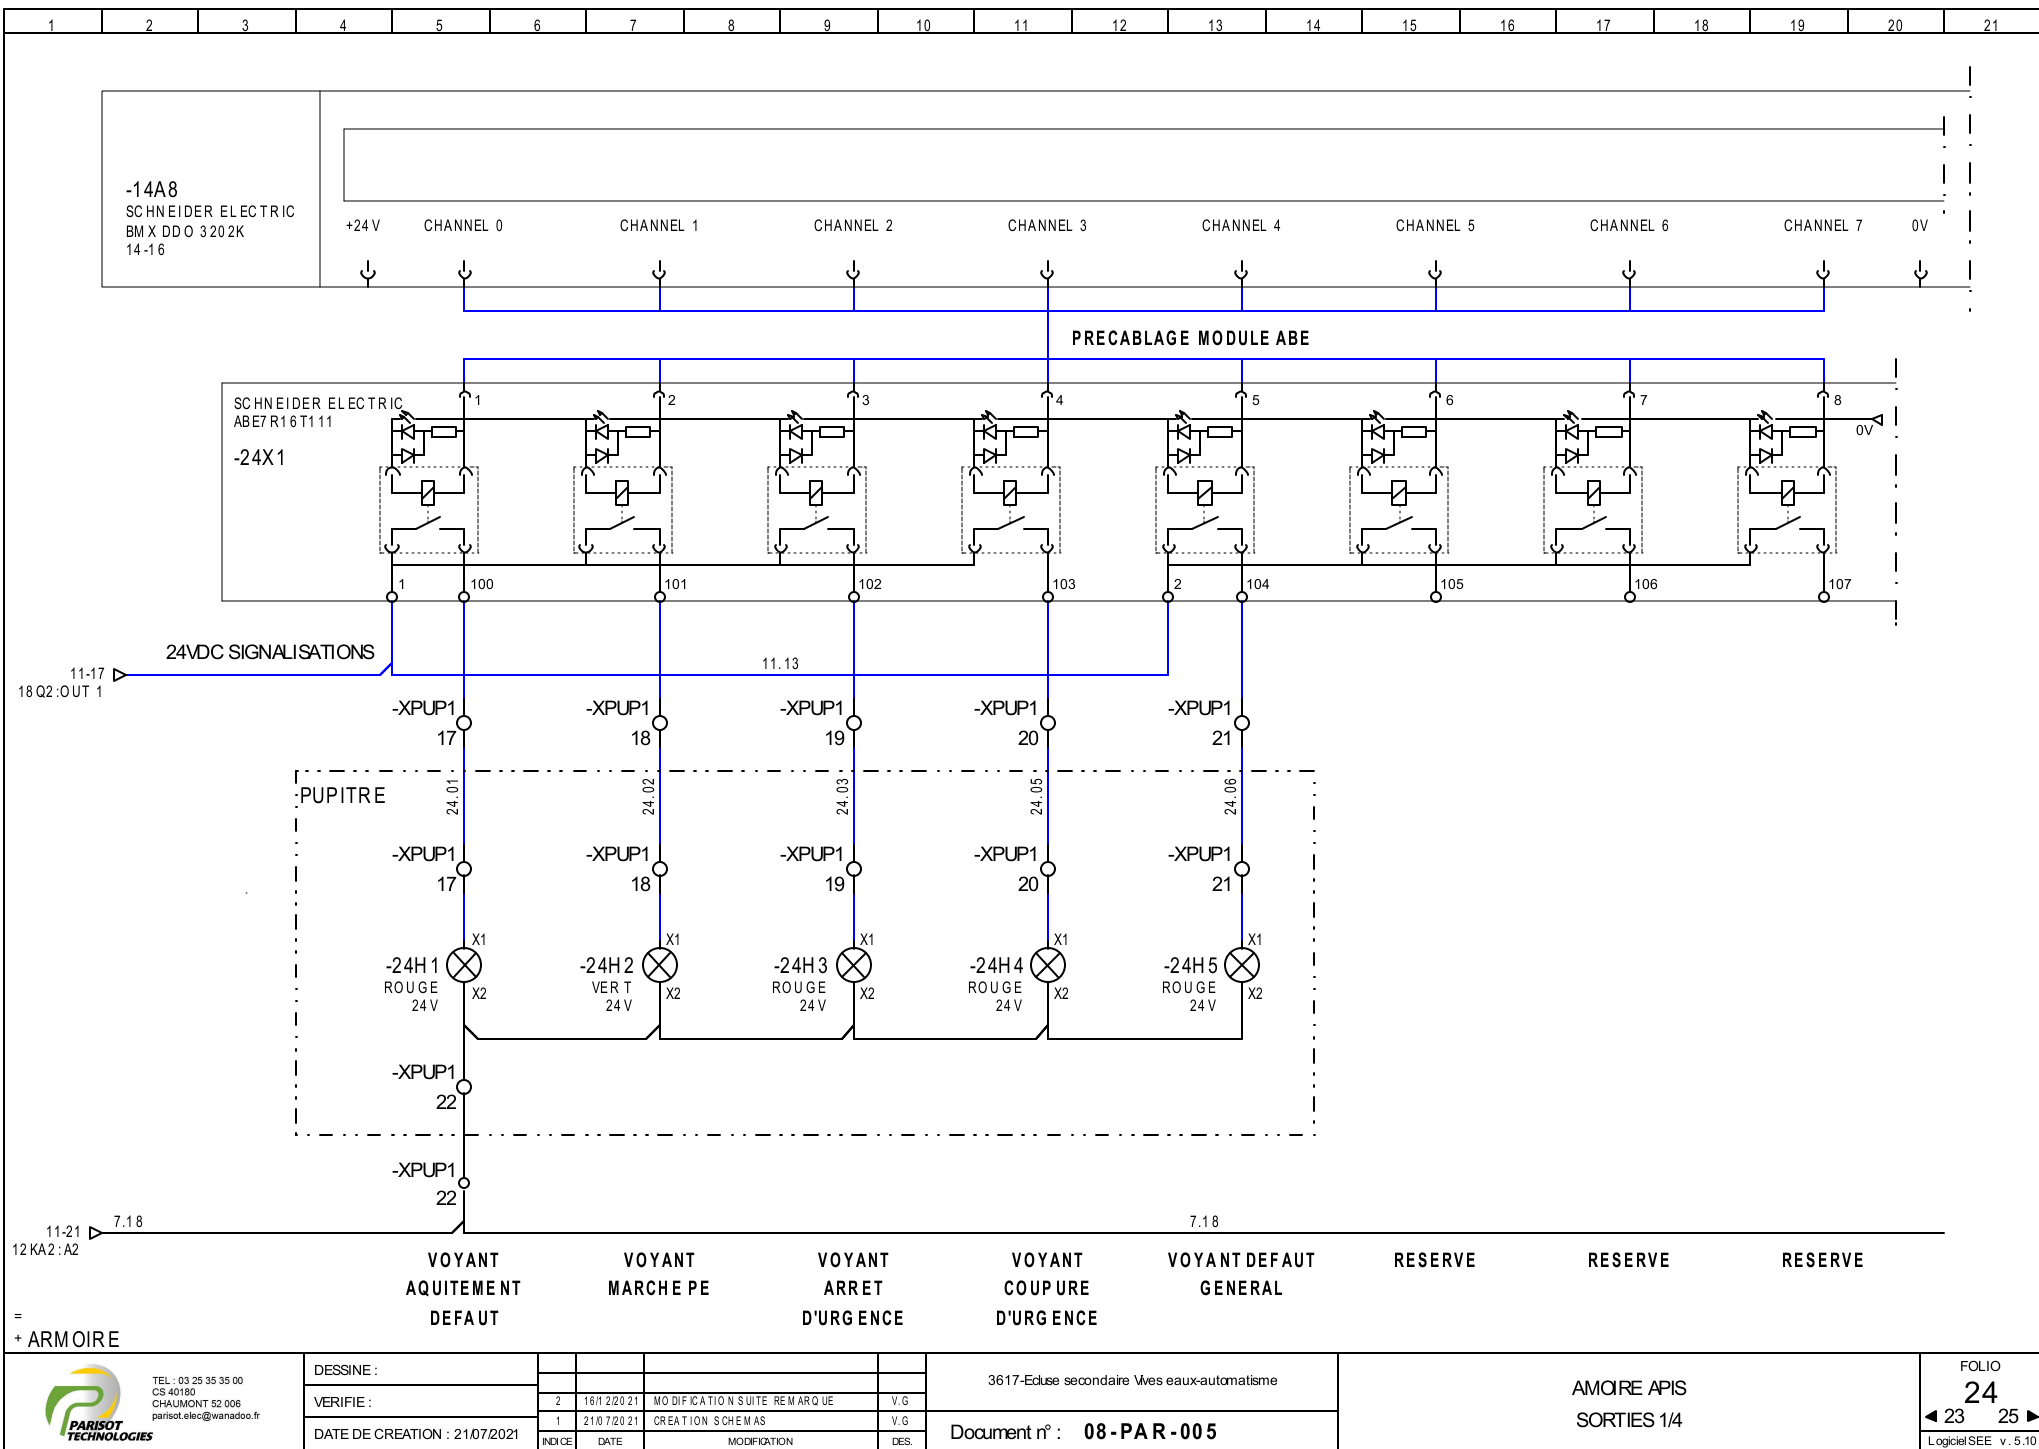 1 2 3 4 5 6 7 8 9 10 11 12 13 14 15 16 17 18 19 20 21
-14A8
SCHNEIDER ELECTRIC
BMX DDO 3202K
14-16
+24V CHANNEL 0 CHANNEL 1 CHANNEL 2 CHANNEL 3 CHANNEL 4 CHANNEL 5 CHANNEL 6 CHANNEL 7 0V
PRECABLAGE MODULE ABE
SCHNEIDER ELECTRIC
ABE7R16T111
-24X1
1 2 3 4 5 6 7 8
0V
1 100 101 102 103 2 104 105 106 107
24VDC SIGNALISATIONS
11-17
18Q2:OUT 1
11.13
-XPUP1 -XPUP1 -XPUP1 -XPUP1 -XPUP1
17 18 19 20 21
PUPITRE
24.01 24.02 24.03 24.05 24.06
-XPUP1 -XPUP1 -XPUP1 -XPUP1 -XPUP1
17 18 19 20 21
X1 X1 X1 X1 X1
-24H1 -24H2 -24H3 -24H4 -24H5
ROUGE VERT ROUGE ROUGE ROUGE
X2 X2 X2 X2 X2
24V 24V 24V 24V 24V
-XPUP1
22
-XPUP1
22
11-21
12KA2:A2
7.18 7.18
VOYANT
AQUITEMENT
DEFAUT
VOYANT
MARCHE PE
VOYANT
ARRET
D'URGENCE
VOYANT
COUPURE
D'URGENCE
VOYANT DEFAUT
GENERAL
RESERVE
RESERVE
RESERVE
=
+ ARMOIRE
PARISOT
TECHNOLOGIES
TEL : 03 25 35 35 00
CS 40180
CHAUMONT 52 006
parisot.elec@wanadoo.fr
DESSINE :
VERIFIE :
DATE DE CREATION : 21/07/2021
2 16/12/2021 MODIFICATION SUITE REMARQUE V.G
1 21/07/2021 CREATION SCHEMAS V.G
INDICE DATE MODIFICATION DES.
3617-Ecluse secondaire Vives eaux-automatisme
Document n° : 08-PAR-005
AMOIRE APIS
SORTIES 1/4
FOLIO
24
23 25
Logiciel SEE v.5.10